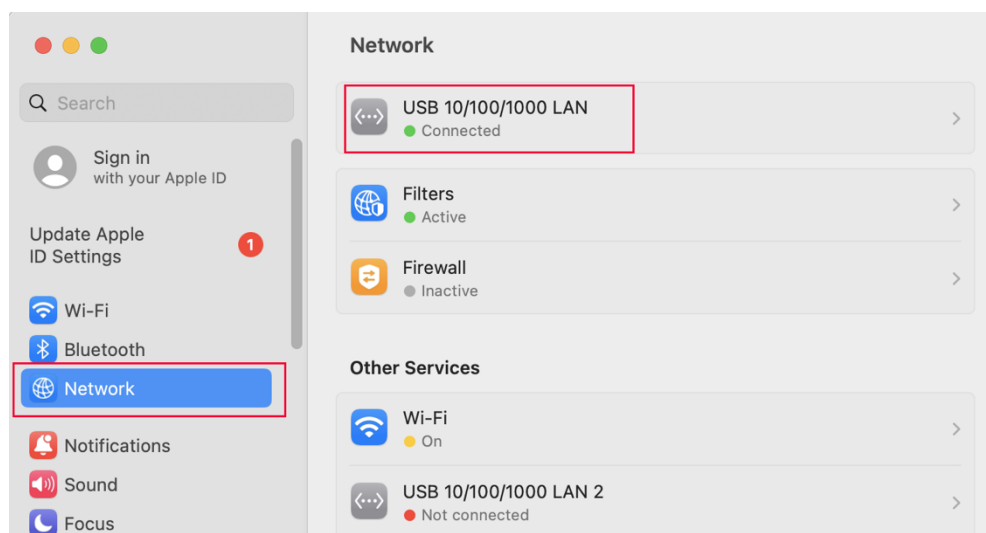 Search
Sign in
with your Apple ID
Update Apple
ID Settings
1
Wi-Fi
Bluetooth
Network
Notifications
Sound
Focus
Network
USB 10/100/1000 LAN
Connected
Filters
Active
Firewall
Inactive
Other Services
Wi-Fi
On
USB 10/100/1000 LAN 2
Not connected